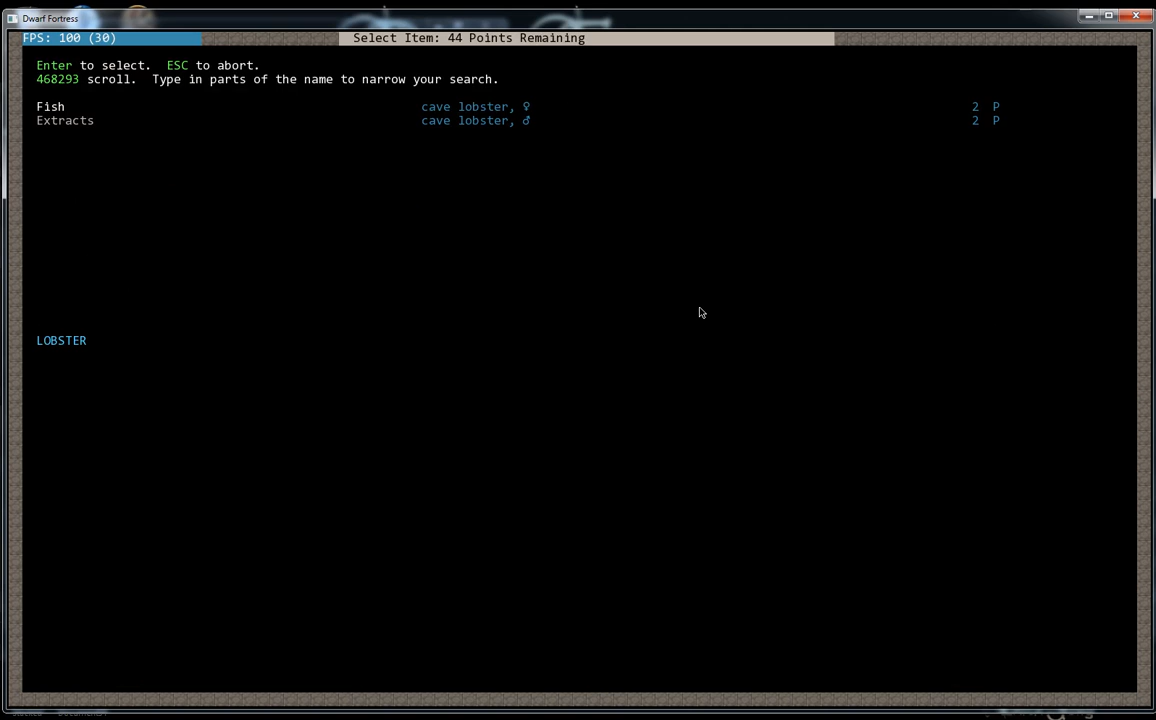 Dwarf Fortress
FPS: 100 (30) Select Item: 44 Points Remaining
Enter to select. ESC to abort.
468293 scroll. Type in parts of the name to narrow your search.
Fish cave lobster, ♀ 2 P
Extracts cave lobster, ♂ 2 P
LOBSTER